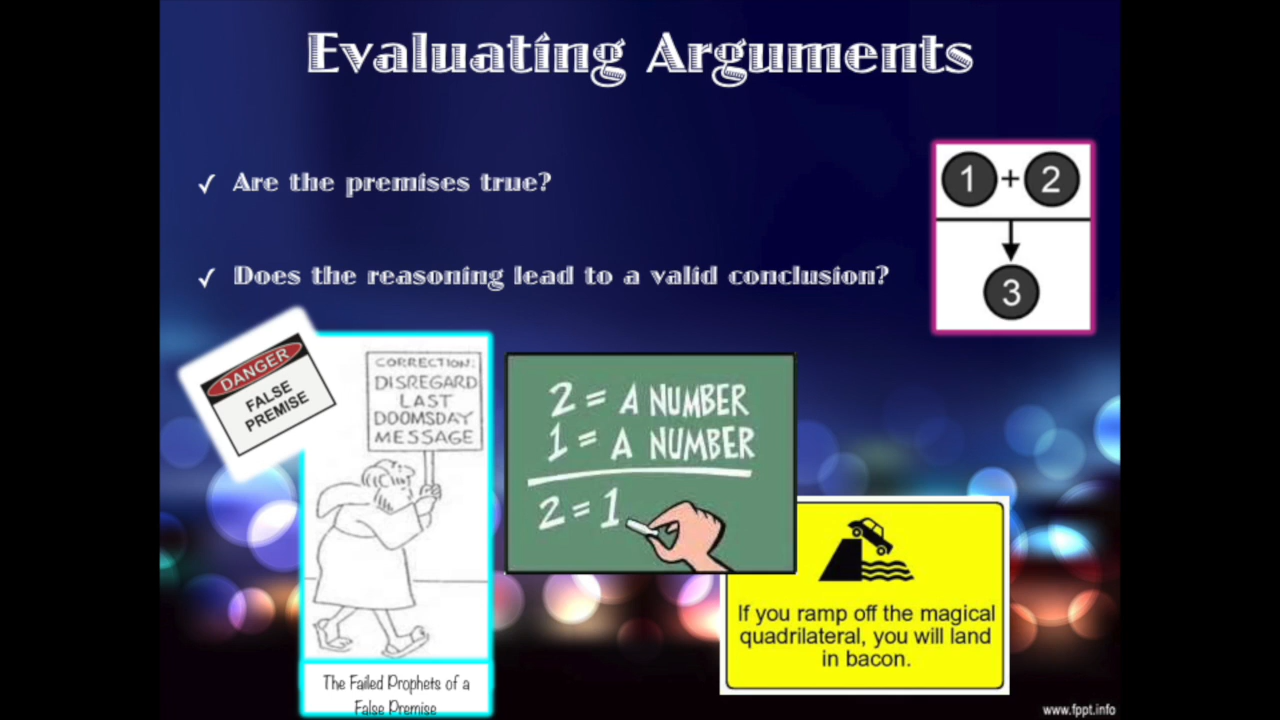 Evaluating Arguments
✓ Are the premises true?
✓ Does the reasoning lead to a valid conclusion?
1 + 2
3
DANGER
FALSE
PREMISE
CORRECTION:
DISREGARD
LAST
DOOMSDAY
MESSAGE
The Failed Prophets of a
False Premise
2 = A NUMBER
1 = A NUMBER
2 = 1
If you ramp off the magical
quadrilateral, you will land
in bacon.
www.fppt.info